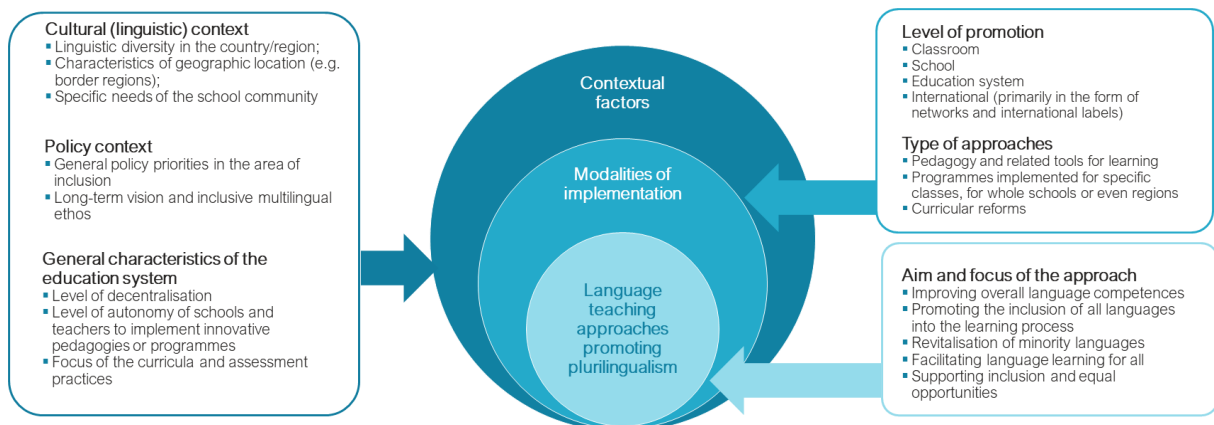 Cultural (linguistic) context
▪ Linguistic diversity in the country/region;
▪ Characteristics of geographic location (e.g.
border regions);
▪ Specific needs of the school community
Policy context
▪ General policy priorities in the area of
inclusion
▪ Long-term vision and inclusive multilingual
ethos
General characteristics of the
education system
▪ Level of decentralisation
▪ Level of autonomy of schools and
teachers to implement innovative
pedagogies or programmes
▪ Focus of the curricula and assessment
practices
Contextual
factors
Modalities of
implementation
Language
teaching
approaches
promoting
plurilingualism
Level of promotion
▪ Classroom
▪ School
▪ Education system
▪ International (primarily in the form of
networks and international labels)
Type of approaches
▪ Pedagogy and related tools for learning
▪ Programmes implemented for specific
classes, for whole schools or even regions
▪ Curricular reforms
Aim and focus of the approach
▪ Improving overall language competences
▪ Promoting the inclusion of all languages
into the learning process
▪ Revitalisation of minority languages
▪ Facilitating language learning for all
▪ Supporting inclusion and equal
opportunities